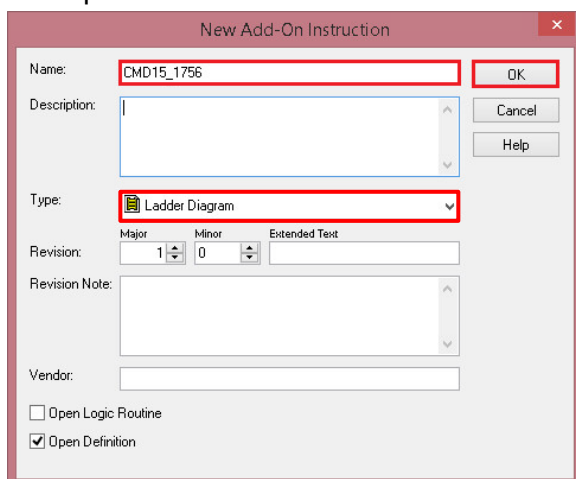 New Add-On Instruction
×
Name: CMD15_1756 OK
Description: Cancel
Help
Type: Ladder Diagram
Major Minor Extended Text
Revision: 1 0
Revision Note:
Vendor:
Open Logic Routine
Open Definition